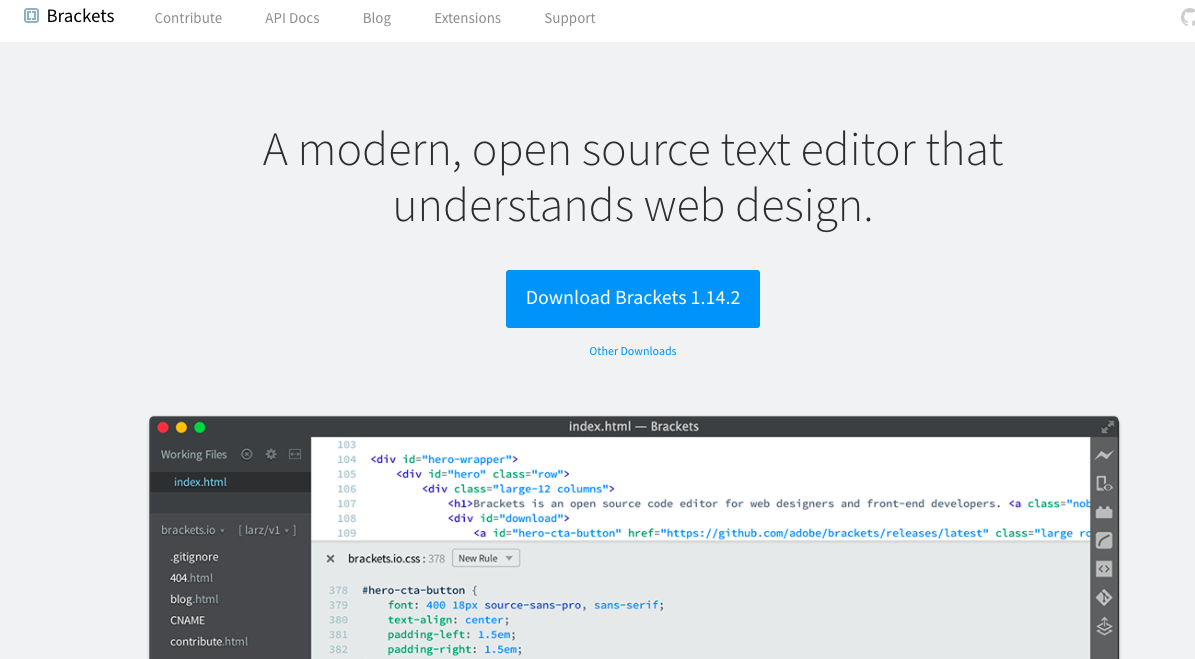 Brackets Contribute API Docs Blog Extensions Support
A modern, open source text editor that
understands web design.
Download Brackets 1.14.2
Other Downloads
index.html — Brackets
Working Files
index.html
brackets.io [ larz/v1 ]
.gitignore
404.html
blog.html
CNAME
contribute.html
103
104 <div id="hero-wrapper">
105 <div id="hero" class="row">
106 <div class="large-12 columns">
107 <h1>Brackets is an open source code editor for web designers and front-end developers. <a class="nob
108 <div id="download">
109 <a id="hero-cta-button" href="https://github.com/adobe/brackets/releases/latest" class="large ro
brackets.io.css : 378 New Rule
378 #hero-cta-button {
379 font: 400 18px source-sans-pro, sans-serif;
380 text-align: center;
381 padding-left: 1.5em;
382 padding-right: 1.5em;